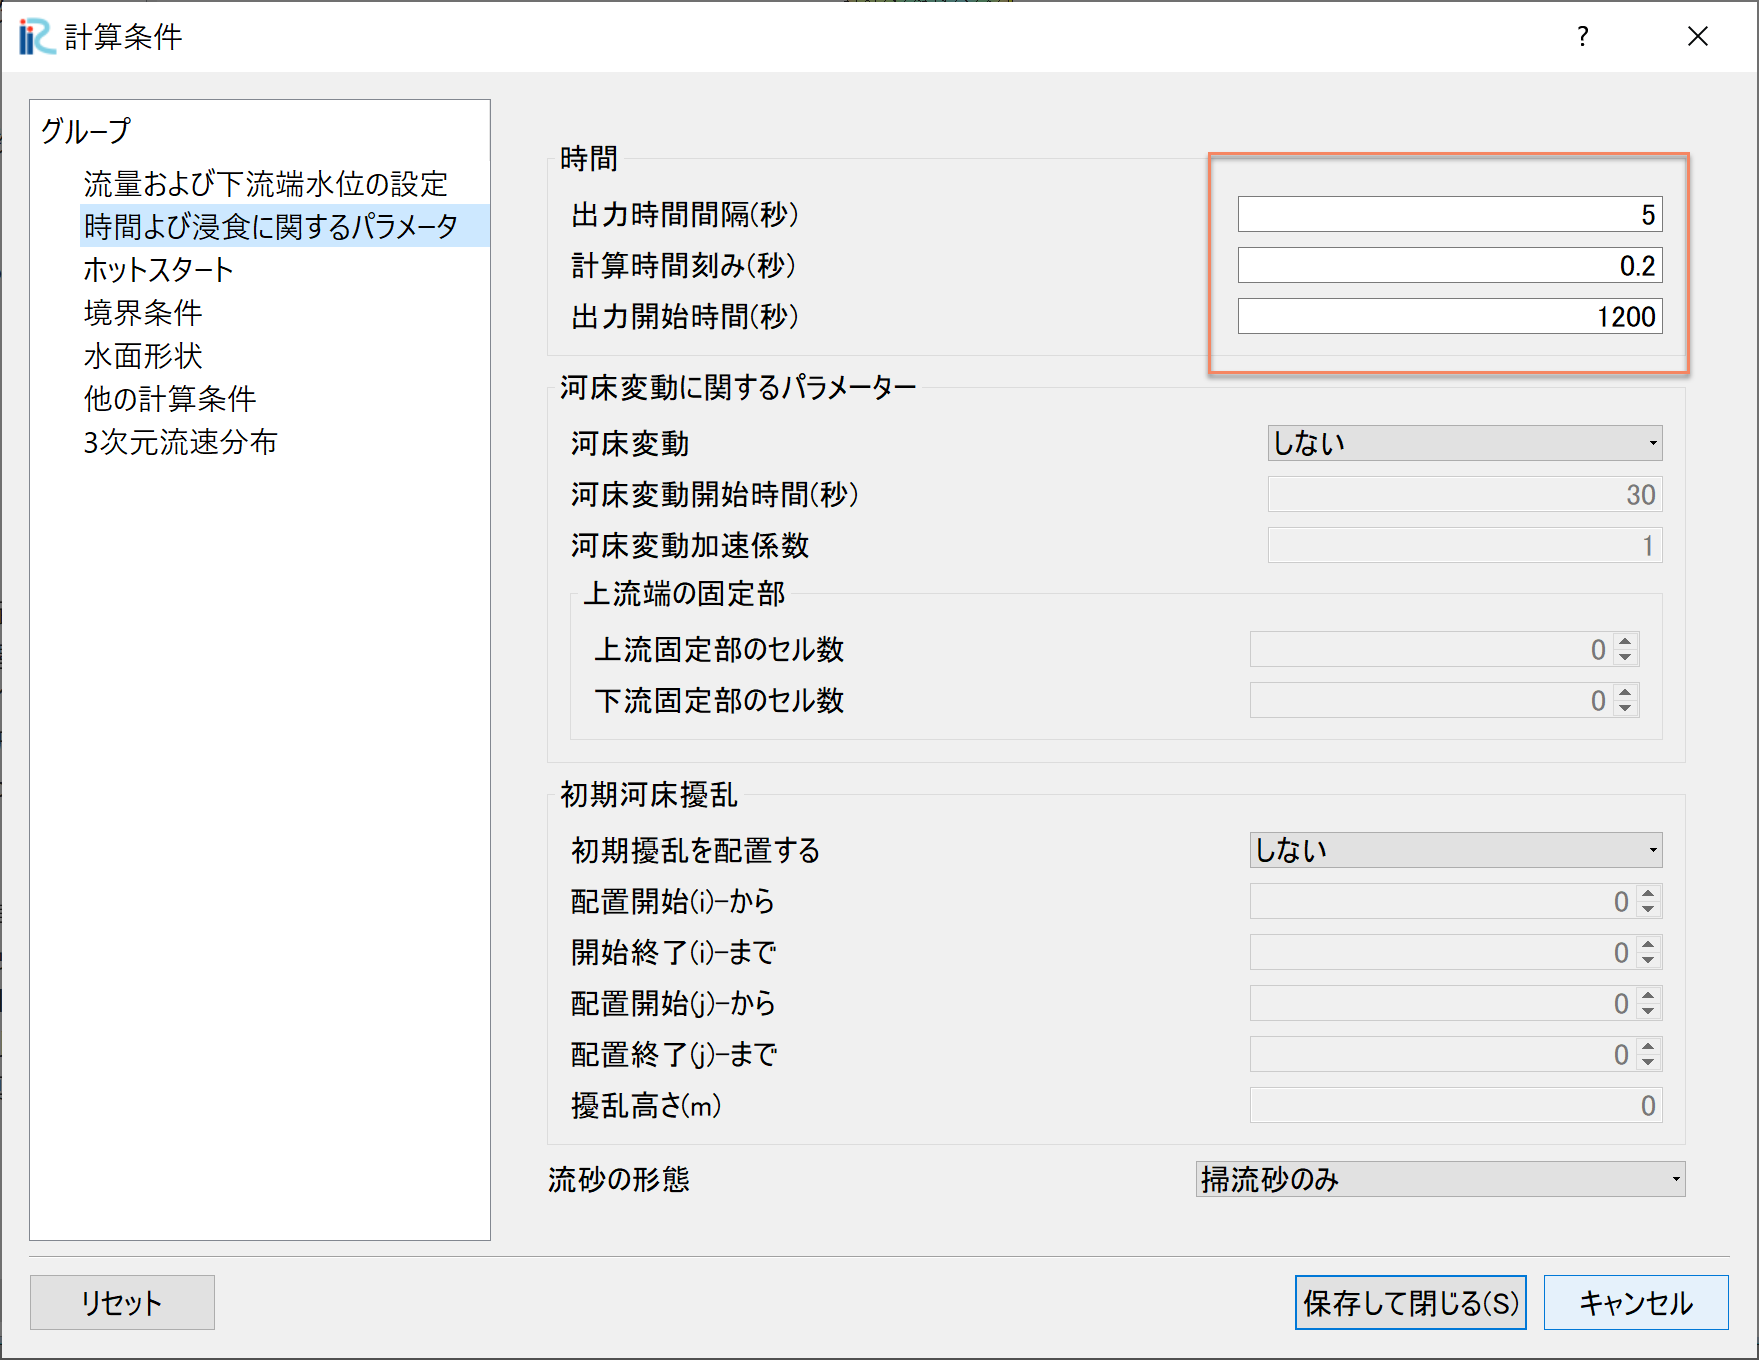 計算条件
?
グループ
流量および下流端水位の設定
時間よび浸食に関するパラメータ
ホットスタート
境界条件
水面形状
他の計算条件
3次元流速分布
時間
出力時間間隔(秒) 5
計算時間刻み(秒) 0.2
出力開始時間(秒) 1200
河床変動に関するパラメーター
河床変動 しない
河床変動開始時間(秒) 30
河床変動加速係数 1
上流端の固定部
上流固定部のセル数 0
下流固定部のセル数 0
初期河床擾乱
初期擾乱を配置する しない
配置開始(i)-から 0
開始終了(i)-まで 0
配置開始(j)-から 0
配置終了(j)-まで 0
擾乱高さ(m) 0
流砂の形態 掃流砂のみ
リセット 保存して閉じる(S) キャンセル